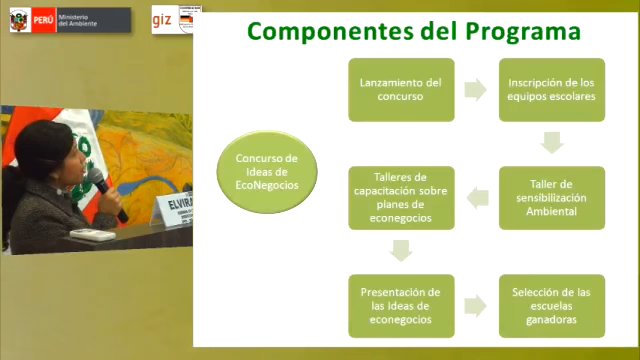 PERÚ
Ministerio
del Ambiente
giz
Componentes del Programa
Lanzamiento del
concurso
Inscripción de los
equipos escolares
Concurso de
Ideas de
EcoNegocios
Talleres de
capacitación sobre
planes de
econegocios
Taller de
sensibilización
Ambiental
ELVIRA
Presentación de
las Ideas de
econegocios
Selección de las
escuelas
ganadoras